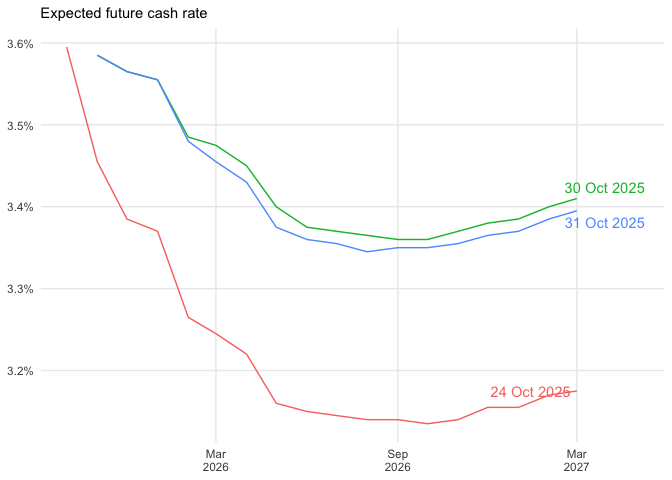 Expected future cash rate
3.6%
3.5%
3.4%
3.3%
3.2%
30 Oct 2025
31 Oct 2025
24 Oct 2025
Mar
2026
Sep
2026
Mar
2027